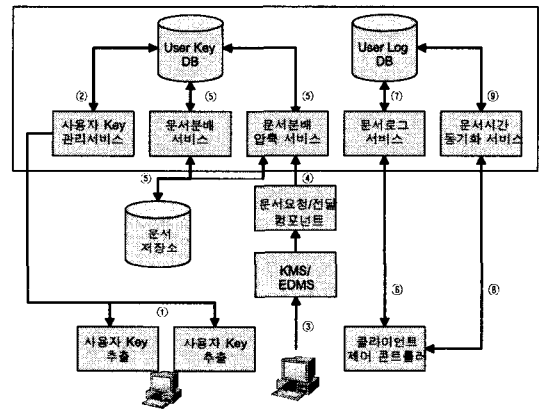 User Key
DB
User Log
DB
②
⑤
⑤
⑦
⑨
사용자 Key
관리서비스
문서분배
서비스
문서분배
압축 서비스
문서로그
서비스
문서시간
동기화 서비스
⑤
④
문서
저장소
문서요청/전달
컴포넌트
KMS/
EDMS
①
③
⑥
⑧
사용자 Key
추출
사용자 Key
추출
클라이언트
제어 콘트롤러